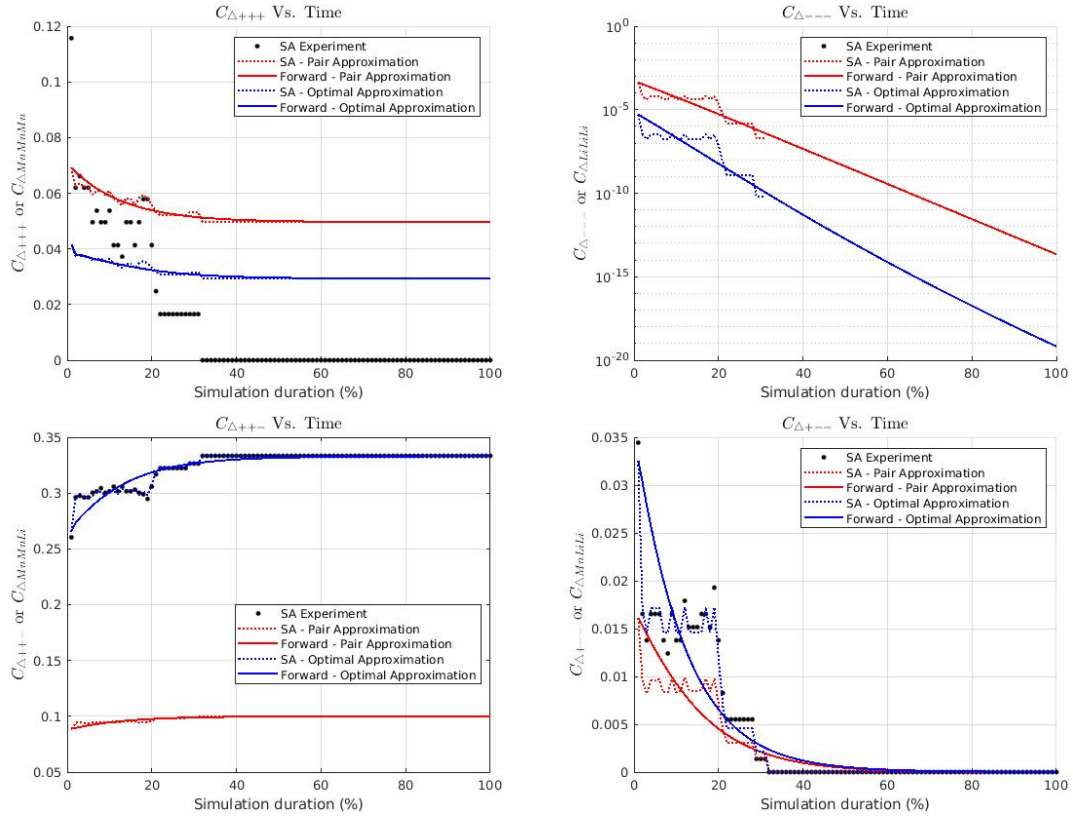 C△+++ Vs. Time
0.12
0.1
0.08
0.06
0.04
0.02
0
C△+++ or C△MnMnMn
SA Experiment
SA - Pair Approximation
Forward - Pair Approximation
SA - Optimal Approximation
Forward - Optimal Approximation
0 20 40 60 80 100
Simulation duration (%)
C△--- Vs. Time
10^0
10^-5
10^-10
10^-15
10^-20
C△--- or C△LiLiLi
SA Experiment
SA - Pair Approximation
Forward - Pair Approximation
SA - Optimal Approximation
Forward - Optimal Approximation
0 20 40 60 80 100
Simulation duration (%)
C△++- Vs. Time
0.35
0.3
0.25
0.2
0.15
0.1
0.05
C△++- or C△MnMnLi
SA Experiment
SA - Pair Approximation
Forward - Pair Approximation
SA - Optimal Approximation
Forward - Optimal Approximation
0 20 40 60 80 100
Simulation duration (%)
C△+-- Vs. Time
0.035
0.03
0.025
0.02
0.015
0.01
0.005
0
C△+-- or C△MnLiLi
SA Experiment
SA - Pair Approximation
Forward - Pair Approximation
SA - Optimal Approximation
Forward - Optimal Approximation
0 20 40 60 80 100
Simulation duration (%)